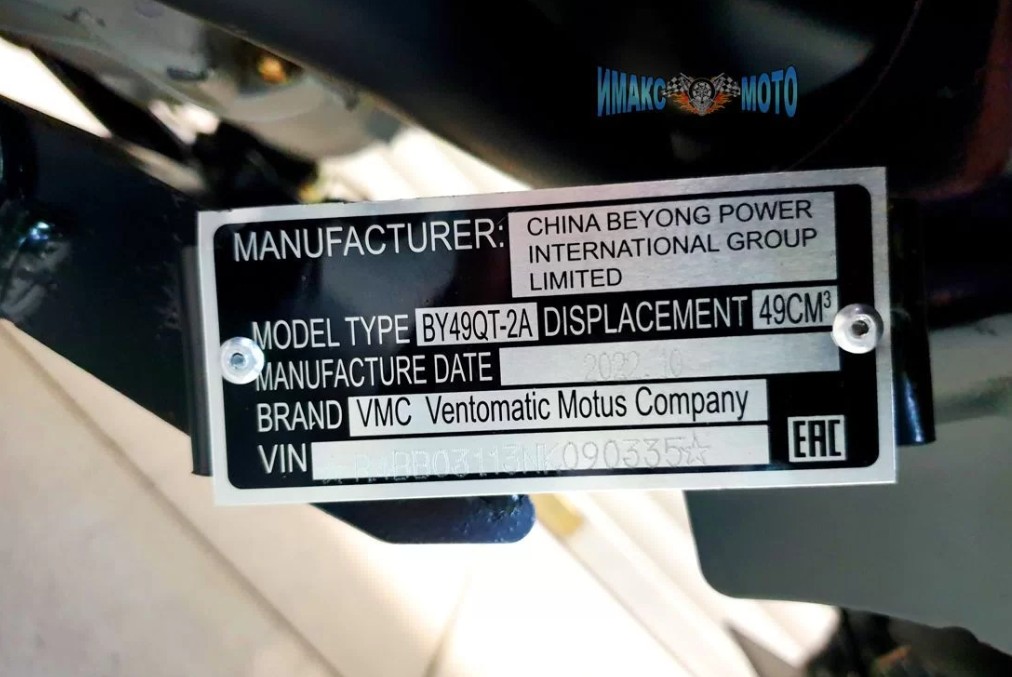 ИМАКС МОТО
MANUFACTURER: CHINA BEYONG POWER
INTERNATIONAL GROUP
LIMITED
MODEL TYPE BY49QT-2A DISPLACEMENT 49CM³
MANUFACTURE DATE 2022.10
BRAND VMC Ventomatic Motus Company
VIN
EAC